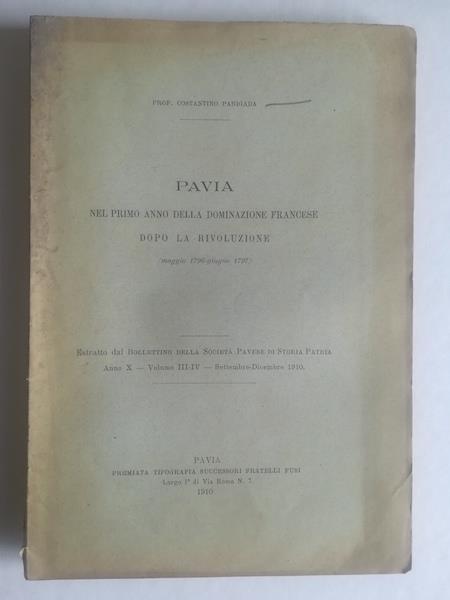 PROF. COSTANTINO PANIGADA
PAVIA
NEL PRIMO ANNO DELLA DOMINAZIONE FRANCESE
DOPO LA RIVOLUZIONE
(maggio 1796-giugno 1797)
Estratto dal BOLLETTINO DELLA SOCIETÀ PAVESE DI STORIA PATRIA
Anno X — Volume III-IV — Settembre-Dicembre 1910.
PAVIA
PREMIATA TIPOGRAFIA SUCCESSORI FRATELLI FUSI
Largo 1° di Via Roma N. 7.
1910